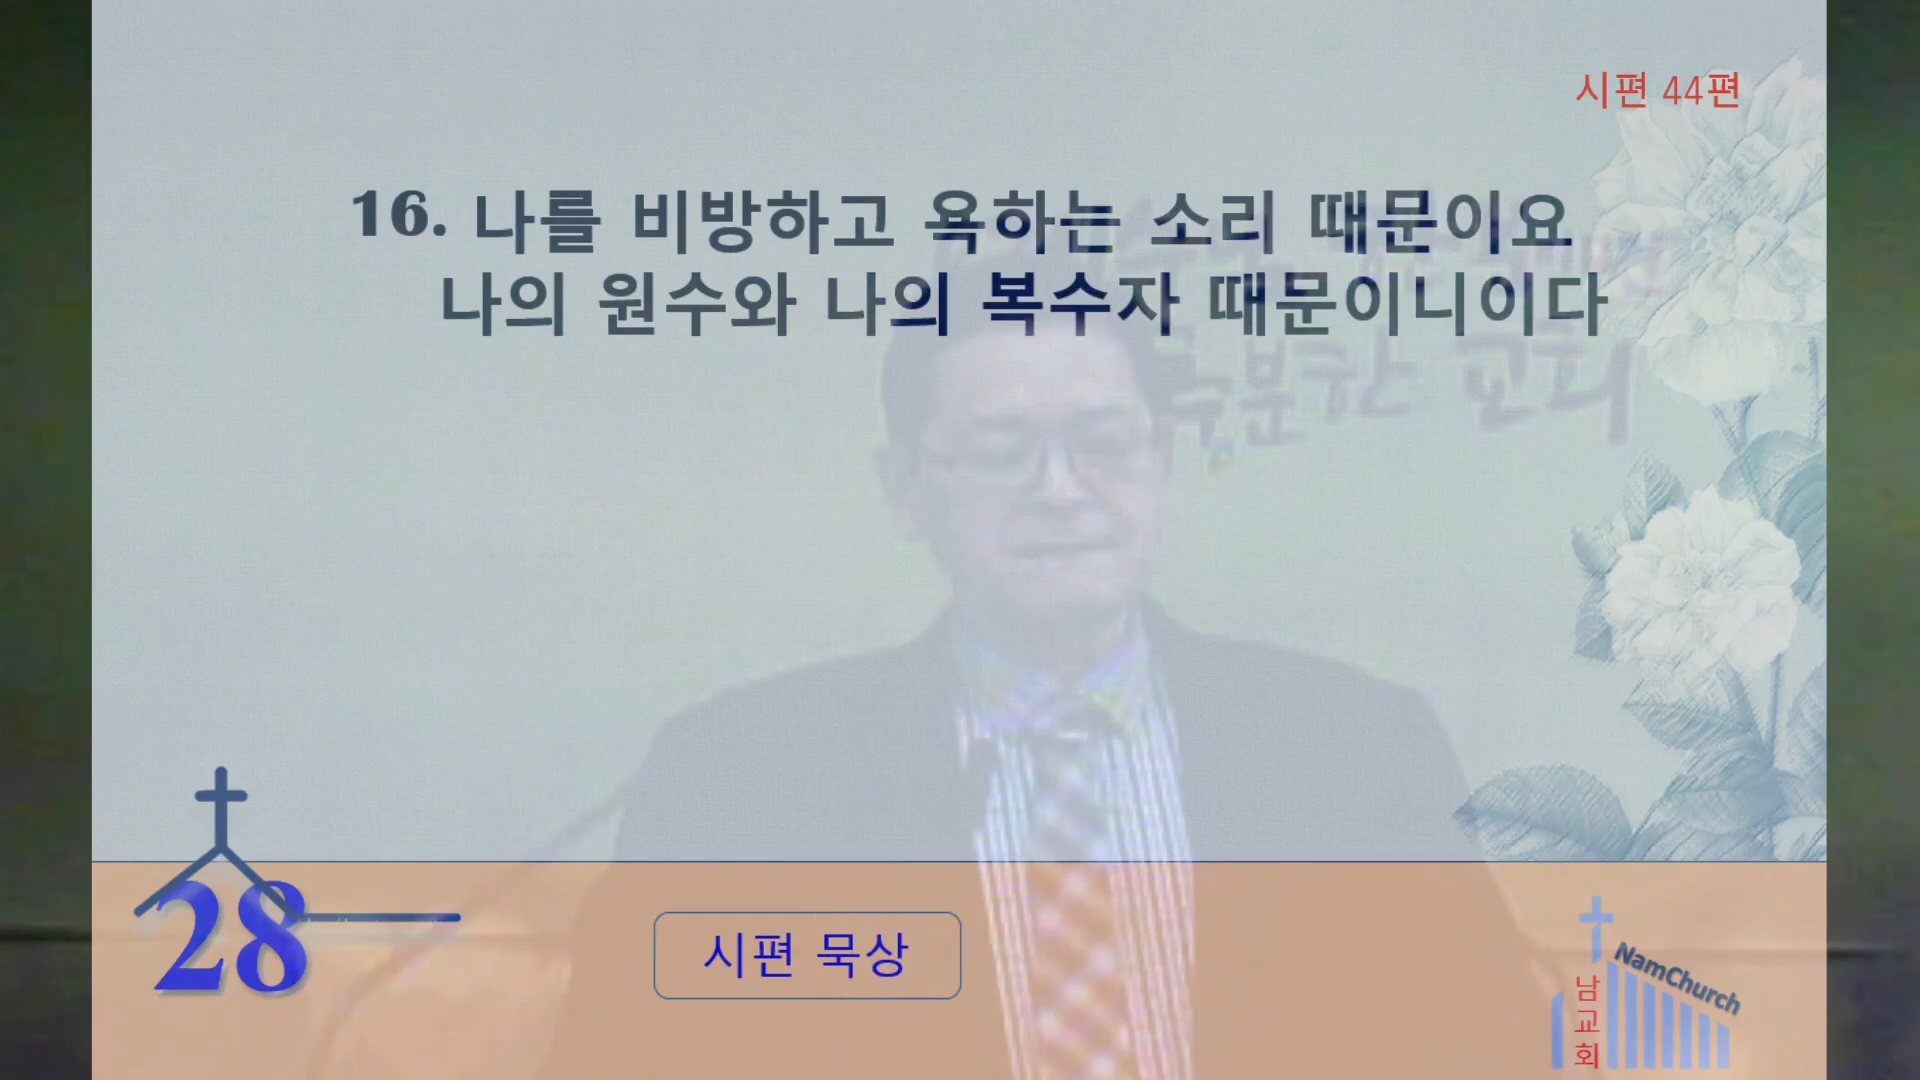 시편 44편
16. 나를 비방하고 욕하는 소리 때문이요
나의 원수와 나의 복수자 때문이니이다
교회
28
시편 묵상
NamChurch
남교회